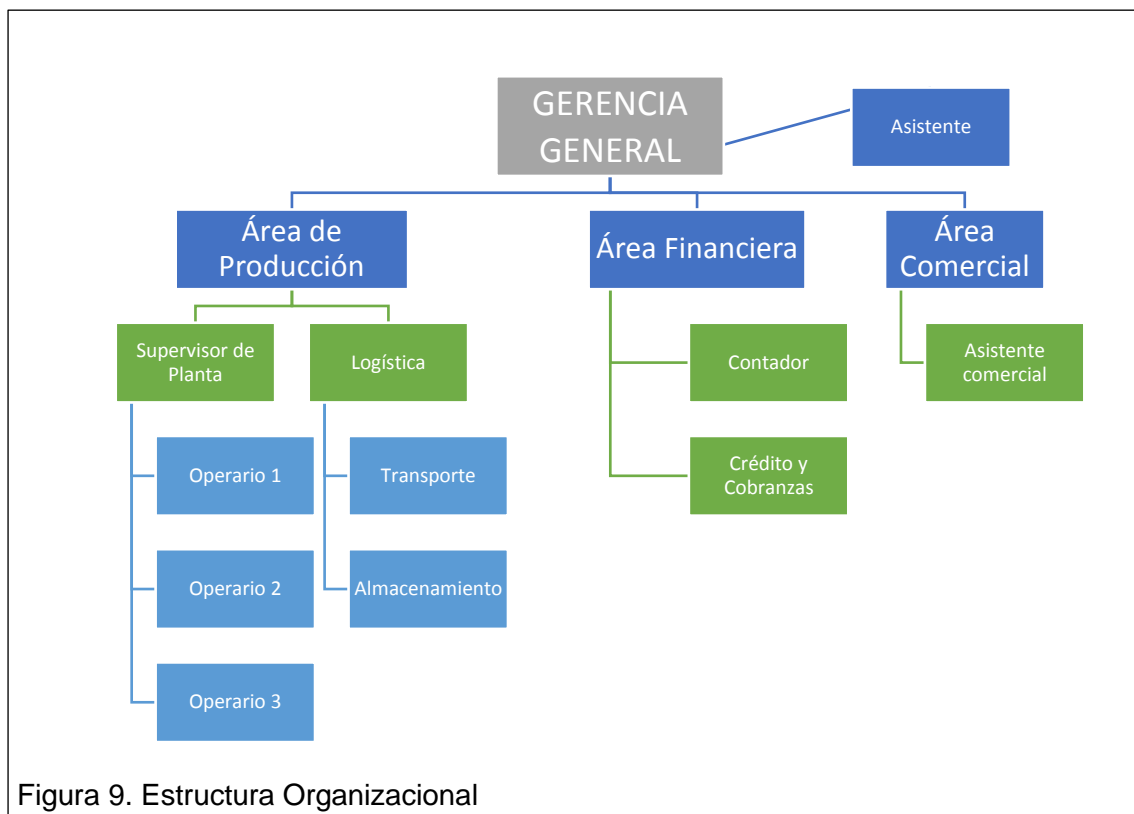 GERENCIA
GENERAL
Asistente
Área de
Producción
Área Financiera
Área
Comercial
Supervisor de
Planta
Logística
Contador
Asistente
comercial
Operario 1
Transporte
Crédito y
Cobranzas
Operario 2
Almacenamiento
Operario 3
Figura 9. Estructura Organizacional